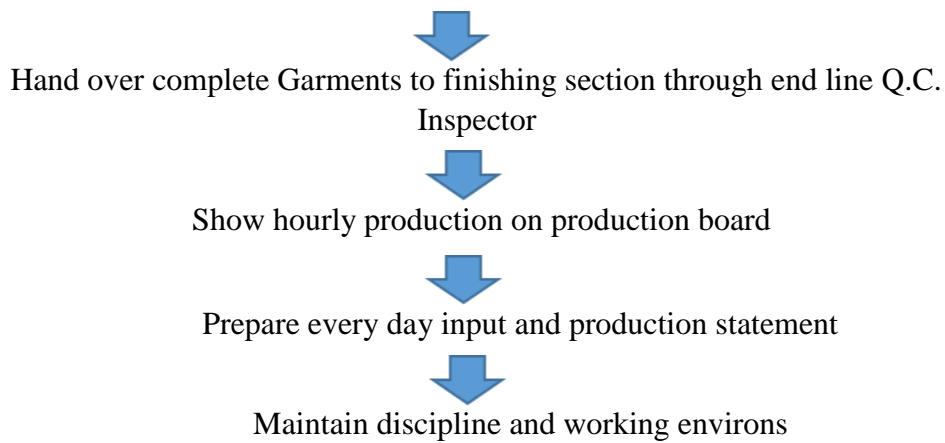 Hand over complete Garments to finishing section through end line Q.C.
Inspector
Show hourly production on production board
Prepare every day input and production statement
Maintain discipline and working environs